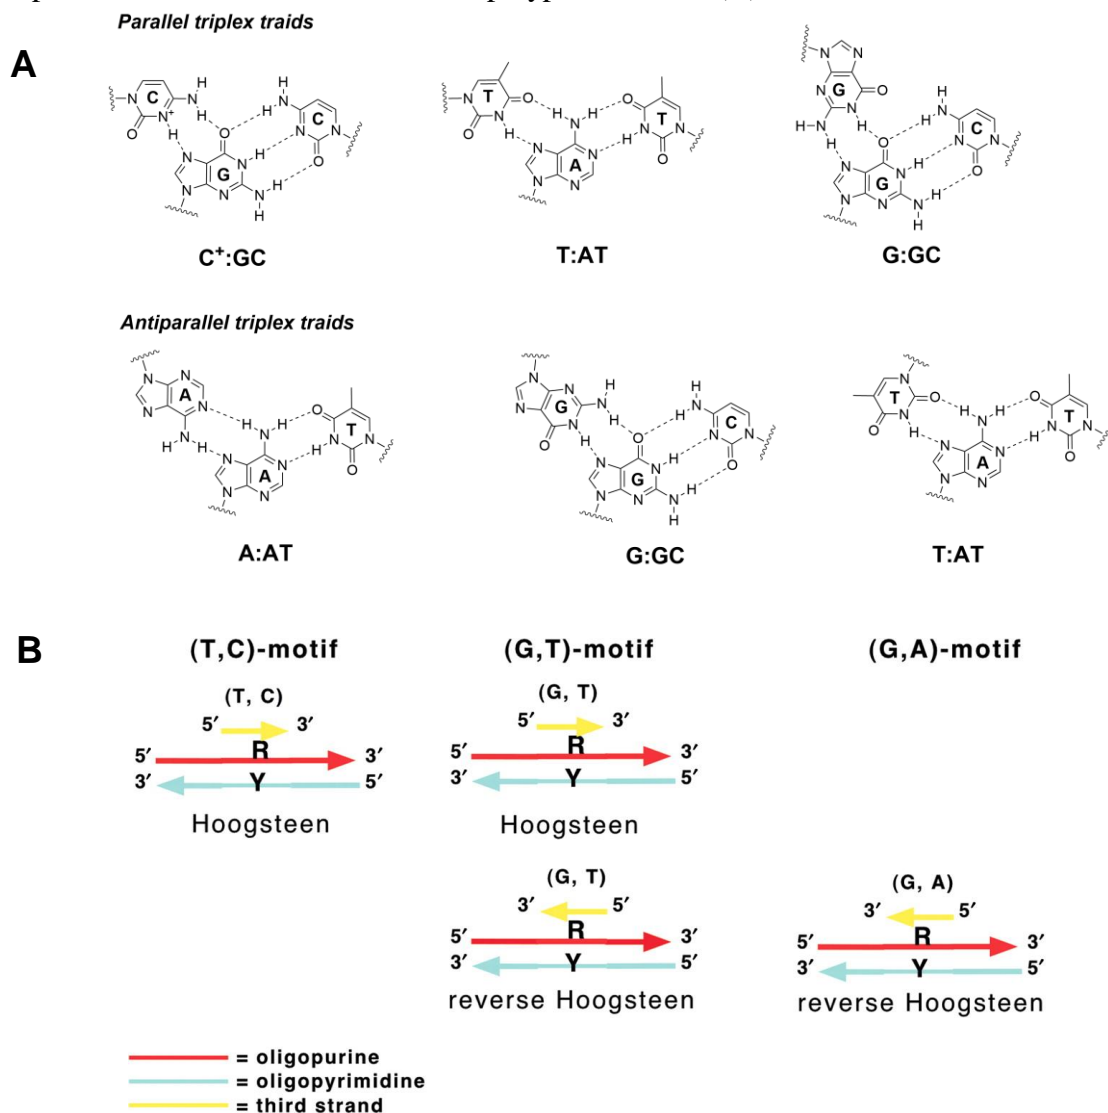 Parallel triplex traids
A
C G C
T A T
G G C
C⁺:GC T:AT G:GC
Antiparallel triplex traids
A A T
G G C
T A T
A:AT G:GC T:AT
B
(T,C)-motif (G,T)-motif (G,A)-motif
(T, C)
5′ 3′
5′ R 3′
3′ Y 5′
Hoogsteen
(G, T)
5′ 3′
5′ R 3′
3′ Y 5′
Hoogsteen
(G, T)
3′ 5′
5′ R 3′
3′ Y 5′
reverse Hoogsteen
(G, A)
3′ 5′
5′ R 3′
3′ Y 5′
reverse Hoogsteen
= oligopurine
= oligopyrimidine
= third strand